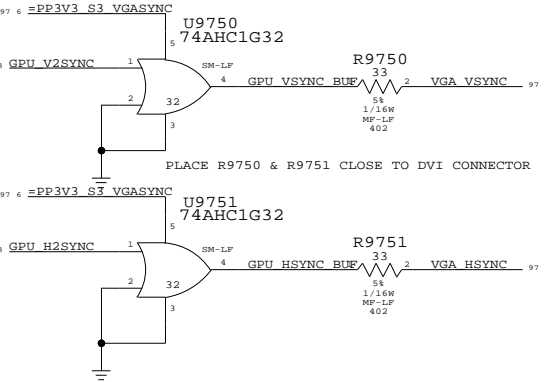 97 6 =PP3V3_S3_VGASYNC
U9750
74AHC1G32
5
GPU_V2SYNC
1
SM-LF
4
GPU_VSYNC_BUF
R9750
33
2
VGA_VSYNC
97
5%
1/16W
MF-LF
402
2
32
3
PLACE R9750 & R9751 CLOSE TO DVI CONNECTOR
97 6 =PP3V3_S3_VGASYNC
U9751
74AHC1G32
5
GPU_H2SYNC
1
SM-LF
4
GPU_HSYNC_BUF
R9751
33
2
VGA_HSYNC
97
5%
1/16W
MF-LF
402
2
32
3